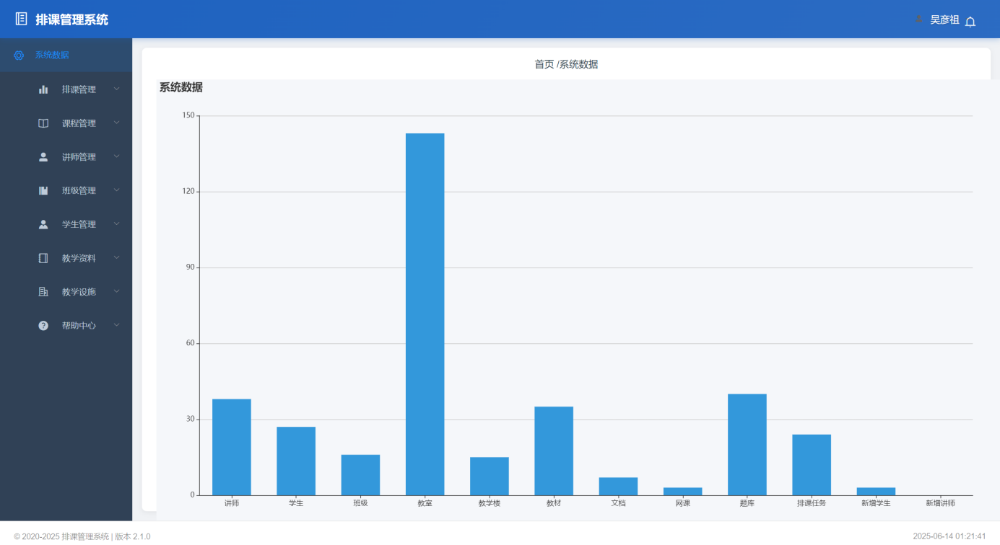 排课管理系统
吴彦祖
系统数据
排课管理
课程管理
讲师管理
班级管理
学生管理
教学资料
教学设施
帮助中心
首页 /系统数据
系统数据
150
120
90
60
30
0
讲师 学生 班级 教室 教学楼 教材 文档 网课 题库 排课任务 新增学生 新增讲师
© 2020-2025 排课管理系统 | 版本 2.1.0
2025-06-14 01:21:41